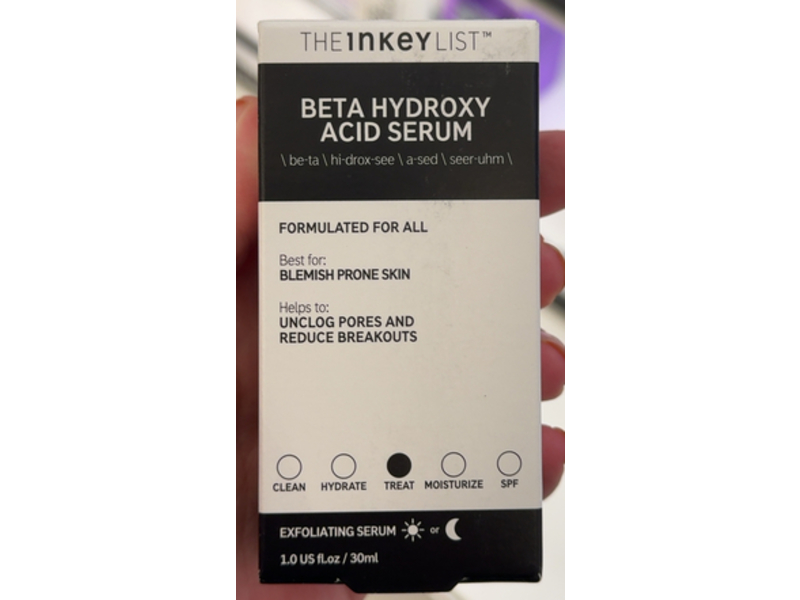 THE INKEY LIST™
BETA HYDROXY
ACID SERUM
\ be-ta \ hi-drox-see \ a-sed \ seer-uhm \
FORMULATED FOR ALL
Best for:
BLEMISH PRONE SKIN
Helps to:
UNCLOG PORES AND
REDUCE BREAKOUTS
CLEAN HYDRATE TREAT MOISTURIZE SPF
EXFOLIATING SERUM or
1.0 US fl.oz / 30ml